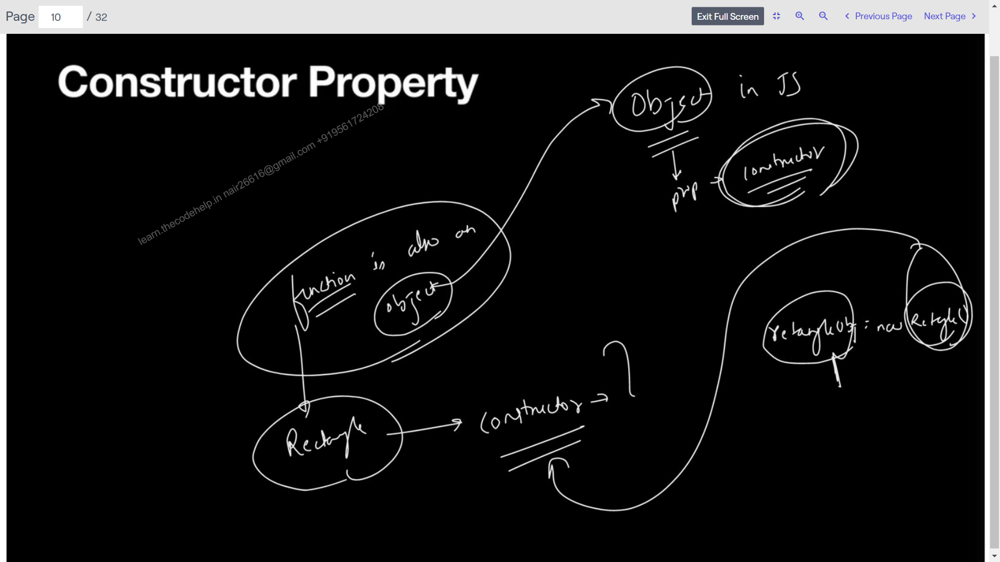 Page 10 / 32 Exit Full Screen Previous Page Next Page
Constructor Property
learn.thecodehelp.in nair26616@gmail.com +919561724208
Object in JS
prop → constructor
function is also an
object
rectangleObj = new Rectangle()
Rectangle → constructor →